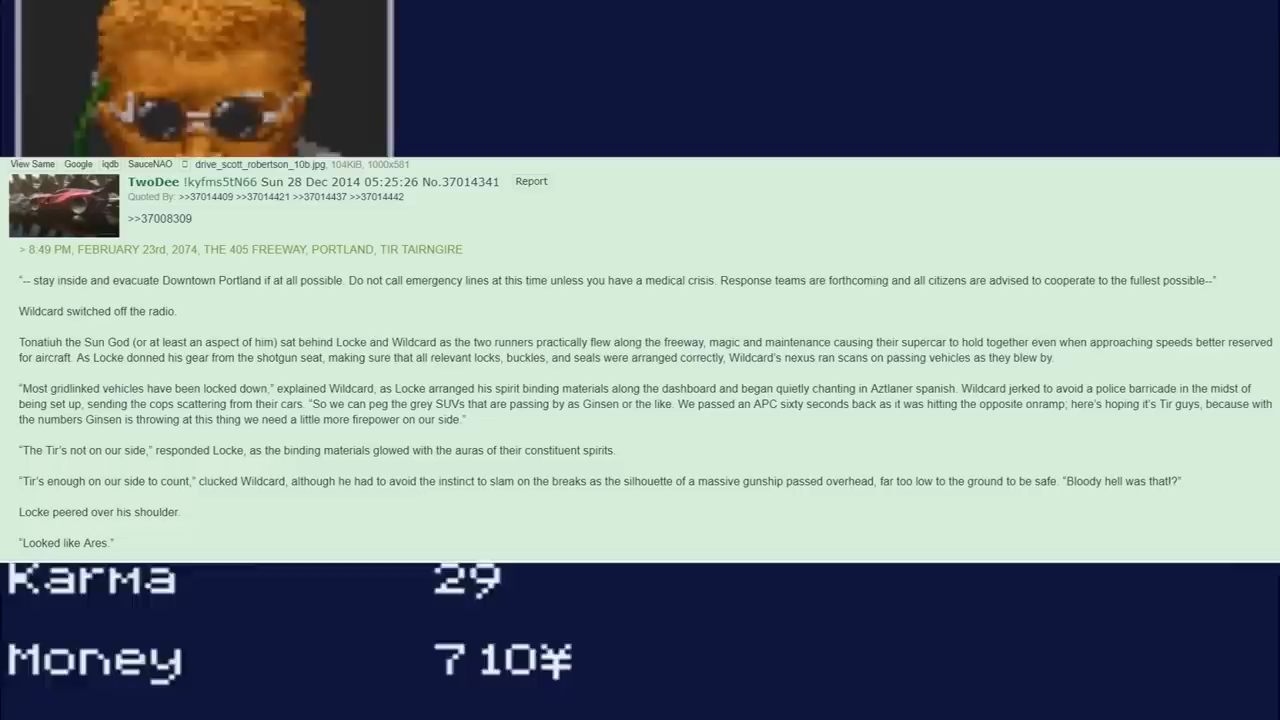 View Same Google iqdb SauceNAO drive_scott_robertson_10b.jpg, 104KiB, 1000x581
TwoDee !kyfms5tN66 Sun 28 Dec 2014 05:25:26 No.37014341 Report
Quoted By: >>37014409 >>37014421 >>37014437 >>37014442
>>37008309
> 8:49 PM, FEBRUARY 23rd, 2074, THE 405 FREEWAY, PORTLAND, TIR TAIRNGIRE
“-- stay inside and evacuate Downtown Portland if at all possible. Do not call emergency lines at this time unless you have a medical crisis. Response teams are forthcoming and all citizens are advised to cooperate to the fullest possible--”
Wildcard switched off the radio.
Tonatiuh the Sun God (or at least an aspect of him) sat behind Locke and Wildcard as the two runners practically flew along the freeway, magic and maintenance causing their supercar to hold together even when approaching speeds better reserved
for aircraft. As Locke donned his gear from the shotgun seat, making sure that all relevant locks, buckles, and seals were arranged correctly, Wildcard’s nexus ran scans on passing vehicles as they blew by.
“Most gridlinked vehicles have been locked down,” explained Wildcard, as Locke arranged his spirit binding materials along the dashboard and began quietly chanting in Aztlaner spanish. Wildcard jerked to avoid a police barricade in the midst of
being set up, sending the cops scattering from their cars. “So we can peg the grey SUVs that are passing by as Ginsen or the like. We passed an APC sixty seconds back as it was hitting the opposite onramp; here’s hoping it’s Tir guys, because with
the numbers Ginsen is throwing at this thing we need a little more firepower on our side.”
“The Tir’s not on our side,” responded Locke, as the binding materials glowed with the auras of their constituent spirits.
“Tir’s enough on our side to count,” clucked Wildcard, although he had to avoid the instinct to slam on the breaks as the silhouette of a massive gunship passed overhead, far too low to the ground to be safe. “Bloody hell was that!?”
Locke peered over his shoulder.
“Looked like Ares.”
Karma 29
Money 710¥